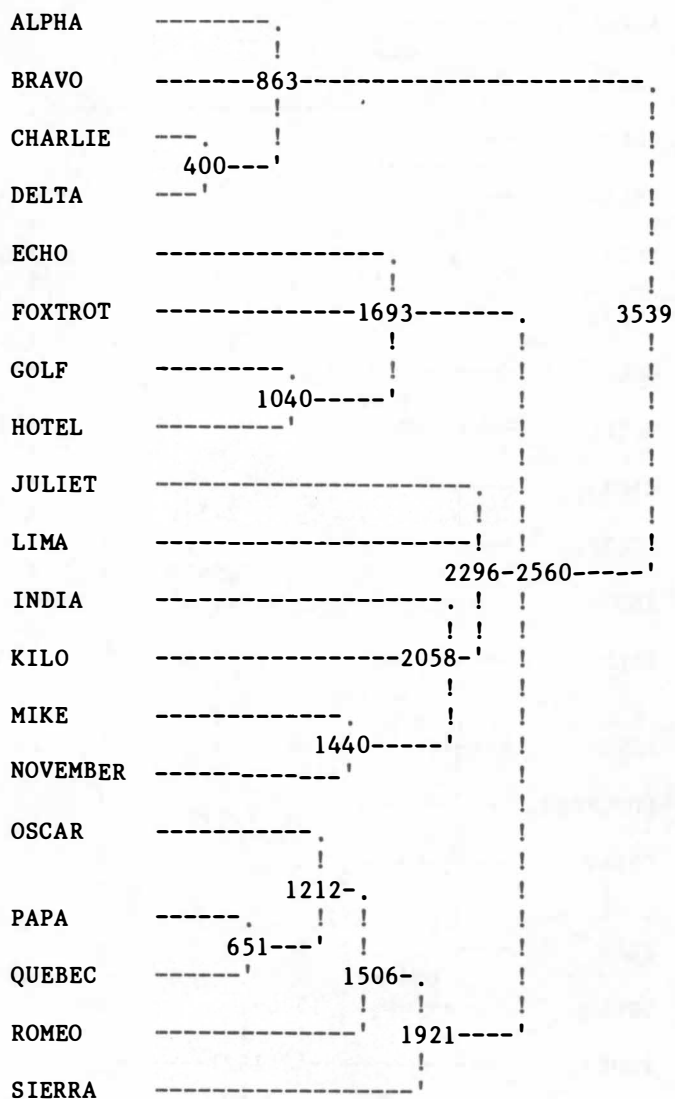 ALPHA
BRAVO 863
CHARLIE
400
DELTA
ECHO
FOXTROT 1693 3539
GOLF
1040
HOTEL
JULIET
LIMA
2296 2560
INDIA
KILO 2058
MIKE
1440
NOVEMBER
OSCAR
1212
PAPA
651
QUEBEC 1506
ROMEO 1921
SIERRA